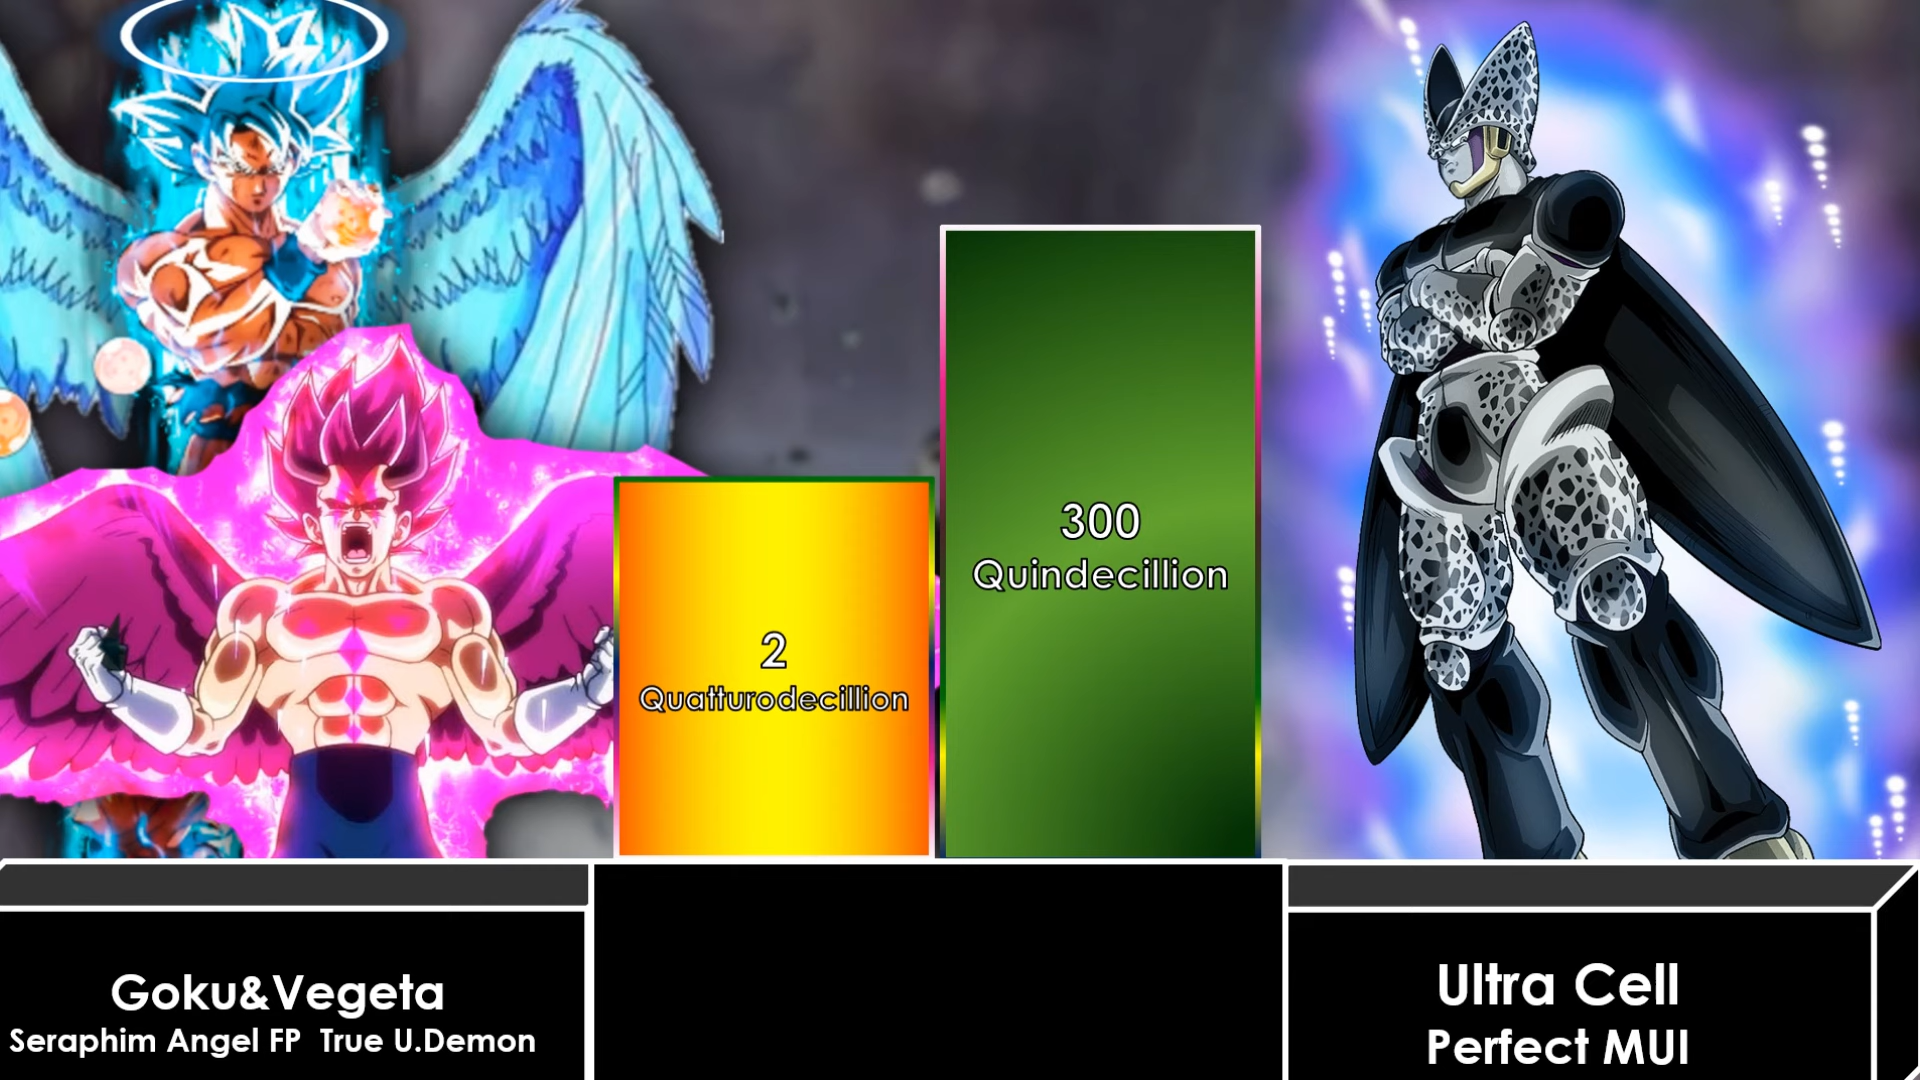 2
Quatturodecillion
300
Quindecillion
Goku&Vegeta
Seraphim Angel FP True U.Demon
Ultra Cell
Perfect MUI